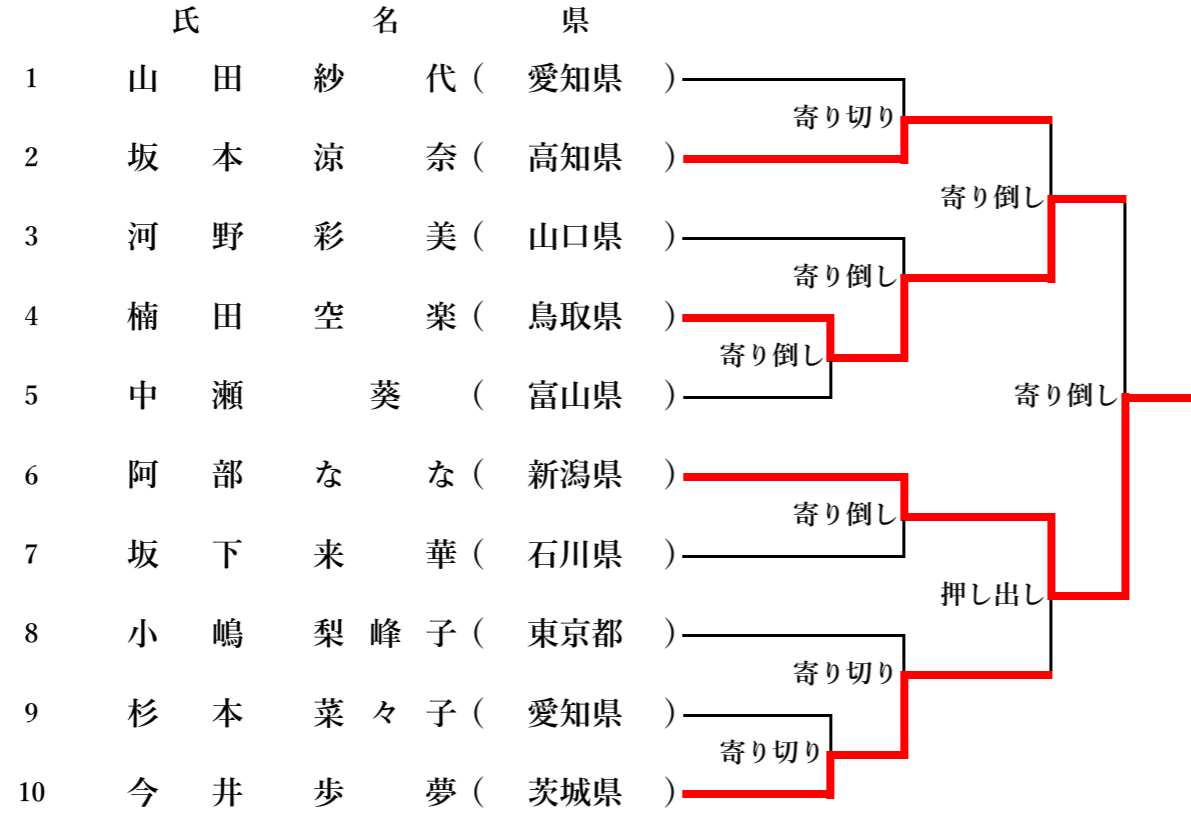 氏 名 県
1 山田紗代（愛知県）
寄り切り
2 坂本涼奈（高知県）
寄り倒し
3 河野彩美（山口県）
寄り倒し
4 楠田空楽（鳥取県）
寄り倒し
5 中瀬葵（富山県）
寄り倒し
6 阿部なな（新潟県）
寄り倒し
7 坂下来華（石川県）
押し出し
8 小嶋梨峰子（東京都）
寄り切り
9 杉本菜々子（愛知県）
寄り切り
10 今井歩夢（茨城県）